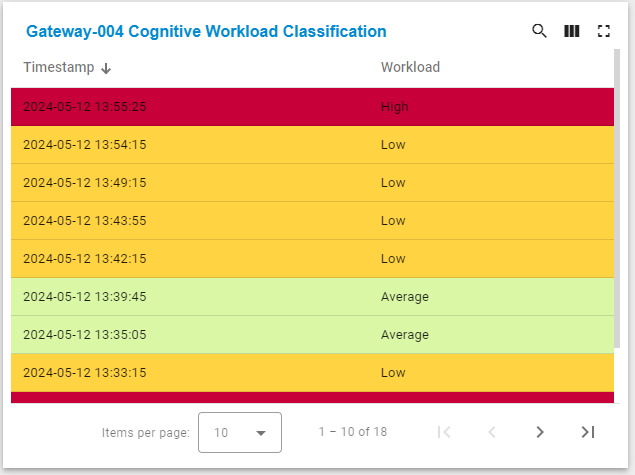 Gateway-004 Cognitive Workload Classification
Timestamp Workload
2024-05-12 13:55:25 High
2024-05-12 13:54:15 Low
2024-05-12 13:49:15 Low
2024-05-12 13:43:55 Low
2024-05-12 13:42:15 Low
2024-05-12 13:39:45 Average
2024-05-12 13:35:05 Average
2024-05-12 13:33:15 Low
Items per page: 10 1 – 10 of 18